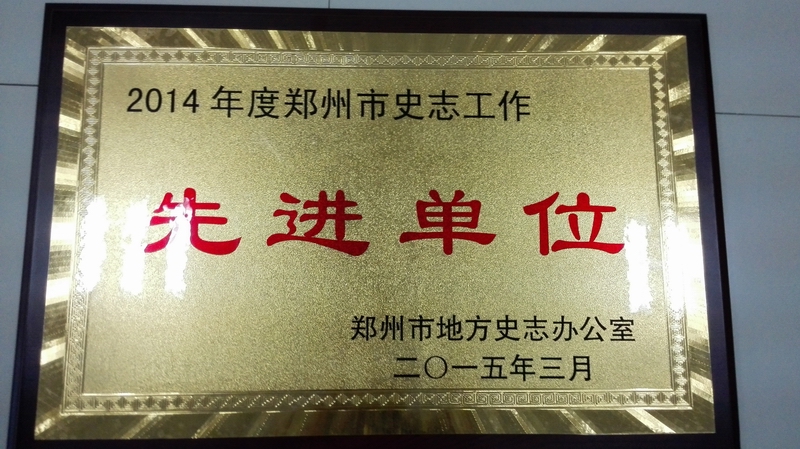 2014年度郑州市史志工作
先进单位
郑州市地方史志办公室
二〇一五年三月